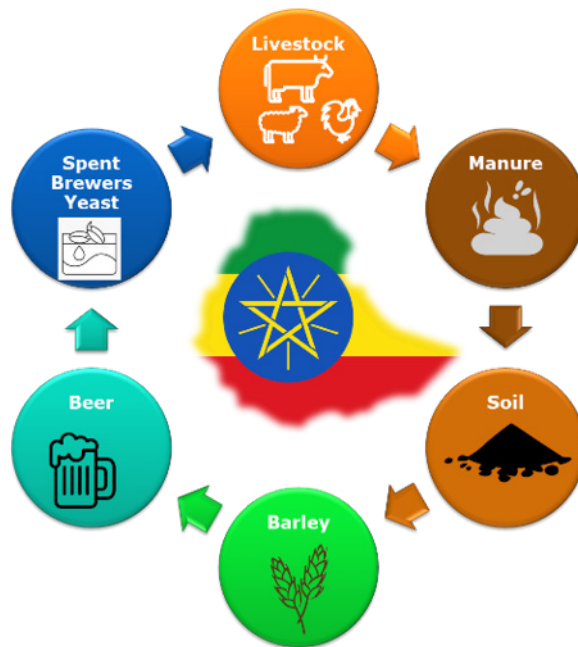 Livestock
Manure
Soil
Barley
Beer
Spent
Brewers
Yeast